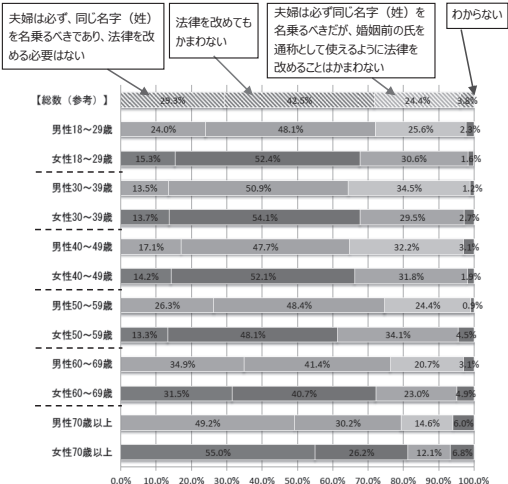 夫婦は必ず、同じ名字（姓）
を名乗るべきであり、法律を改
める必要はない
法律を改めても
かまわない
夫婦は必ず同じ名字（姓）を
名乗るべきだが、婚姻前の氏を
通称として使えるように法律を
改めることはかまわない
わからない
【総数（参考）】 29.3% 42.5% 24.4% 3.8%
男性18～29歳 24.0% 48.1% 25.6% 2.3%
女性18～29歳 15.3% 52.4% 30.6% 1.6%
男性30～39歳 13.5% 50.9% 34.5% 1.2%
女性30～39歳 13.7% 54.1% 29.5% 2.7%
男性40～49歳 17.1% 47.7% 32.2% 3.1%
女性40～49歳 14.2% 52.1% 31.8% 1.9%
男性50～59歳 26.3% 48.4% 24.4% 0.9%
女性50～59歳 13.3% 48.1% 34.1% 4.5%
男性60～69歳 34.9% 41.4% 20.7% 3.1%
女性60～69歳 31.5% 40.7% 23.0% 4.9%
男性70歳以上 49.2% 30.2% 14.6% 6.0%
女性70歳以上 55.0% 26.2% 12.1% 6.8%
0.0% 10.0% 20.0% 30.0% 40.0% 50.0% 60.0% 70.0% 80.0% 90.0% 100.0%